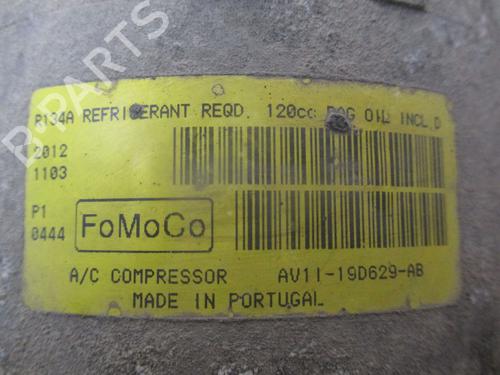 R134A REFRIGERANT REQD. 120cc PAG OIL INCL.D
2012
1103
P1
0444
FoMoCo
A/C COMPRESSOR AV11-19D629-AB
MADE IN PORTUGAL
B-PARTS